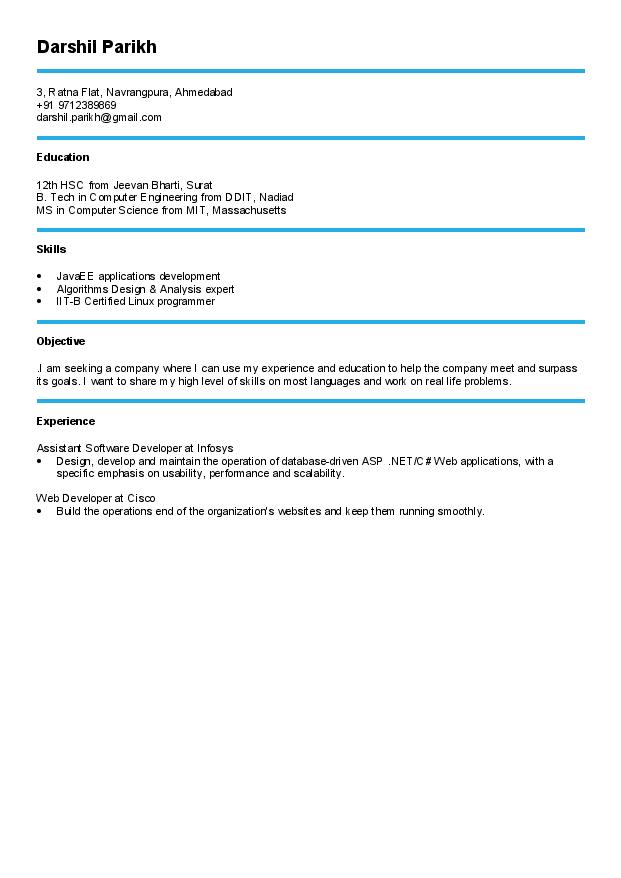 Darshil Parikh
3, Ratna Flat, Navrangpura, Ahmedabad
+91 9712389869
darshil.parikh@gmail.com
Education
12th HSC from Jeevan Bharti, Surat
B. Tech in Computer Engineering from DDIT, Nadiad
MS in Computer Science from MIT, Massachusetts
Skills
• JavaEE applications development
• Algorithms Design & Analysis expert
• IIT-B Certified Linux programmer
Objective
.I am seeking a company where I can use my experience and education to help the company meet and surpass
its goals. I want to share my high level of skills on most languages and work on real life problems.
Experience
Assistant Software Developer at Infosys
• Design, develop and maintain the operation of database-driven ASP .NET/C# Web applications, with a
specific emphasis on usability, performance and scalability.
Web Developer at Cisco
• Build the operations end of the organization's websites and keep them running smoothly.